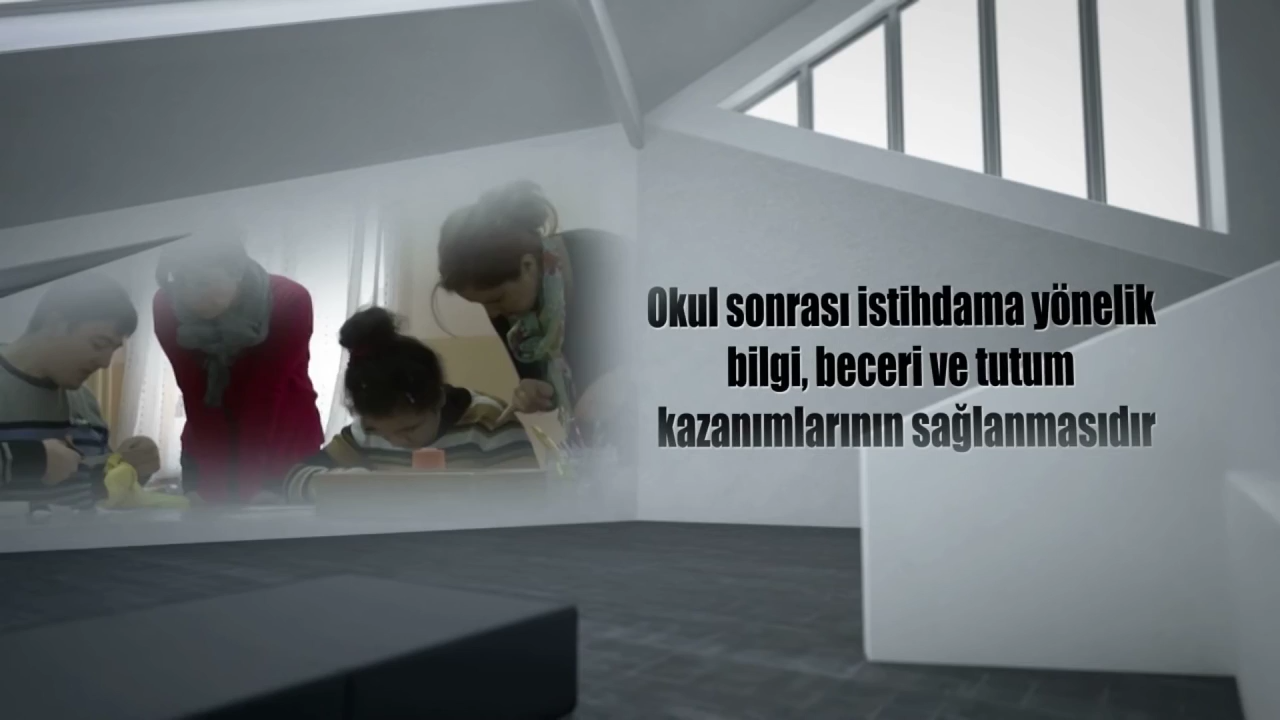 Okul sonrası istihdama yönelik
bilgi, beceri ve tutum
kazanımlarının sağlanmasıdır